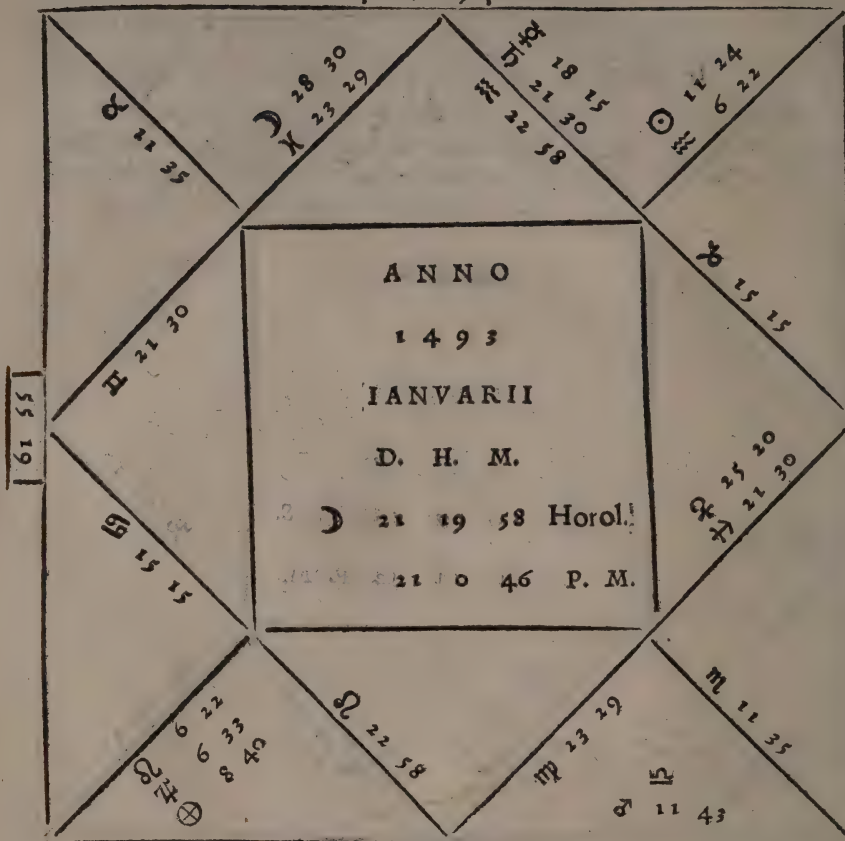 ☽ 28 30
♓ 23 29
♉ 11 35
☿ 18 15
♄ 21 30
♒ 22 58
☉ 11 24
♒ 6 22
♑ 15 15
♊ 21 30
61 55
ANNO
1493
IANVARII
D. H. M.
☽ 21 19 58 Horol.
21 0 46 P. M.
♀ 25 20
♐ 21 30
♋ 15 15
♌ 6 22
♃ 6 33
⊗ 8 40
♌ 22 58
♍ 23 29
♎
♂ 11 43
♏ 11 35